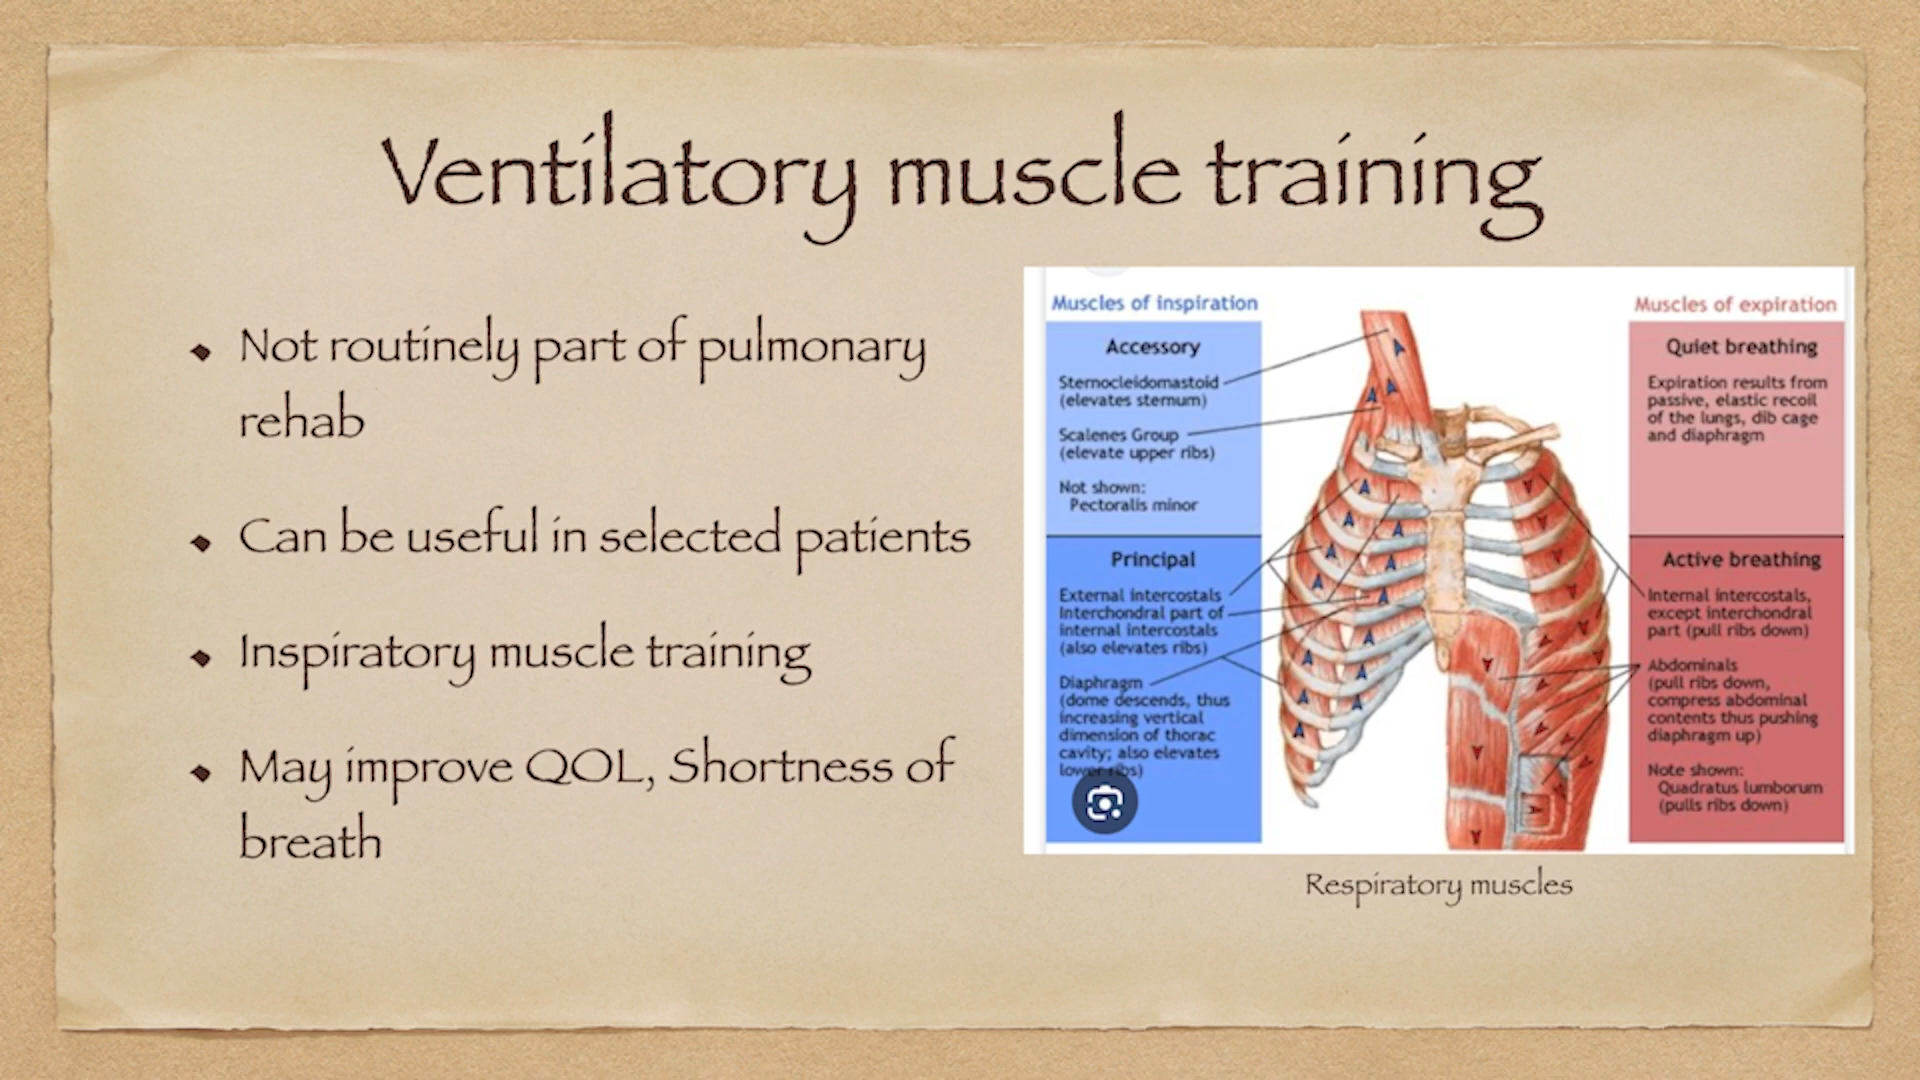 Ventilatory muscle training
Not routinely part of pulmonary
rehab
Can be useful in selected patients
Inspiratory muscle training
May improve QOL, Shortness of
breath
Muscles of inspiration
Accessory
Sternocleidomastoid
(elevates sternum)
Scalenes Group
(elevate upper ribs)
Not shown:
Pectoralis minor
Principal
External intercostals
Interchondral part of
internal intercostals
(also elevates ribs)
Diaphragm
(dome descends, thus
increasing vertical
dimension of thorac
cavity; also elevates
lower ribs)
Muscles of expiration
Quiet breathing
Expiration results from
passive, elastic recoil
of the lungs, dib cage
and diaphragm
Active breathing
Internal intercostals,
except interchondral
part (pull ribs down)
Abdominals
(pull ribs down,
compress abdominal
contents thus pushing
diaphragm up)
Note shown:
Quadratus lumborum
(pulls ribs down)
Respiratory muscles